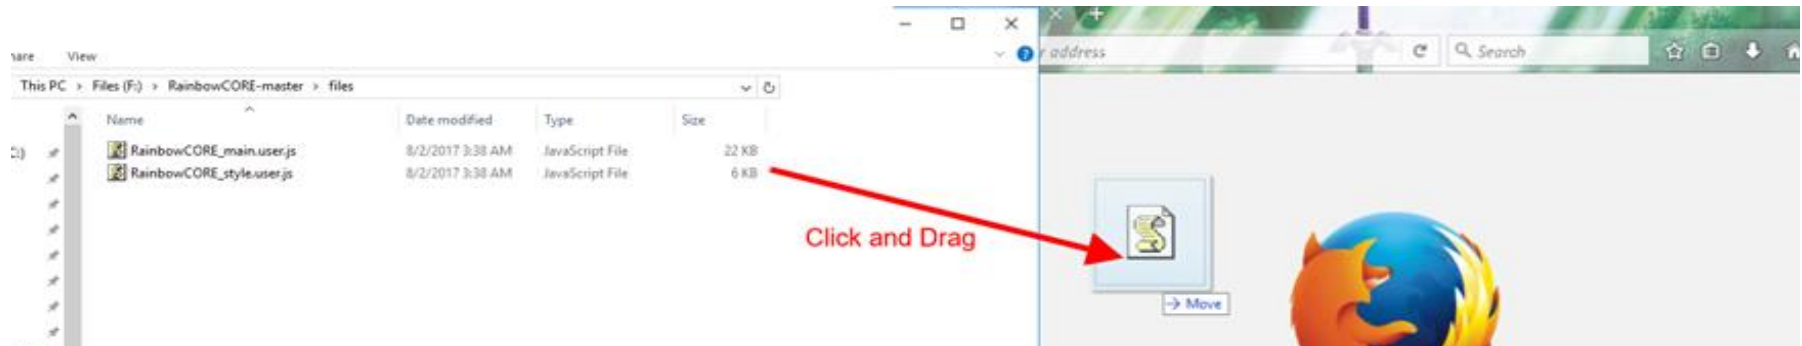 View
This PC > Files (F:) > RainbowCORE-master > files
Name Date modified Type Size
RainbowCORE_main.user.js 8/2/2017 3:38 AM JavaScript File 22 KB
RainbowCORE_style.user.js 8/2/2017 3:38 AM JavaScript File 6 KB
Click and Drag
address
Search
Move